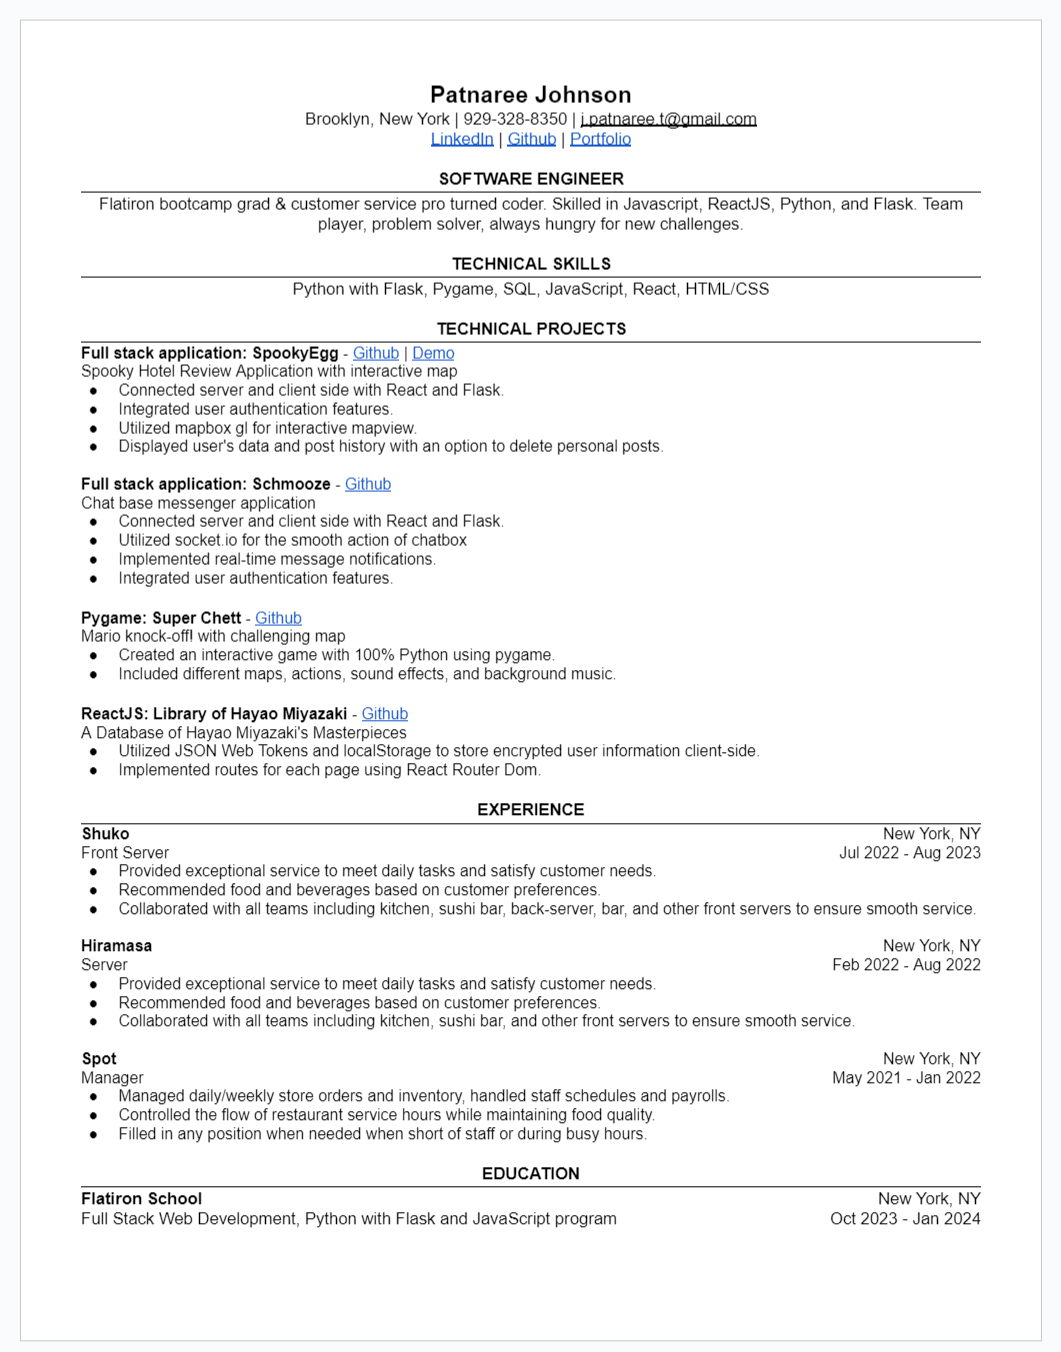 Patnaree Johnson
Brooklyn, New York | 929-328-8350 | j.patnaree.t@gmail.com
LinkedIn | Github | Portfolio
SOFTWARE ENGINEER
Flatiron bootcamp grad & customer service pro turned coder. Skilled in Javascript, ReactJS, Python, and Flask. Team
player, problem solver, always hungry for new challenges.
TECHNICAL SKILLS
Python with Flask, Pygame, SQL, JavaScript, React, HTML/CSS
TECHNICAL PROJECTS
Full stack application: SpookyEgg - Github | Demo
Spooky Hotel Review Application with interactive map
● Connected server and client side with React and Flask.
● Integrated user authentication features.
● Utilized mapbox gl for interactive mapview.
● Displayed user's data and post history with an option to delete personal posts.
Full stack application: Schmooze - Github
Chat base messenger application
● Connected server and client side with React and Flask.
● Utilized socket.io for the smooth action of chatbox
● Implemented real-time message notifications.
● Integrated user authentication features.
Pygame: Super Chett - Github
Mario knock-off! with challenging map
● Created an interactive game with 100% Python using pygame.
● Included different maps, actions, sound effects, and background music.
ReactJS: Library of Hayao Miyazaki - Github
A Database of Hayao Miyazaki's Masterpieces
● Utilized JSON Web Tokens and localStorage to store encrypted user information client-side.
● Implemented routes for each page using React Router Dom.
EXPERIENCE
Shuko New York, NY
Front Server Jul 2022 - Aug 2023
● Provided exceptional service to meet daily tasks and satisfy customer needs.
● Recommended food and beverages based on customer preferences.
● Collaborated with all teams including kitchen, sushi bar, back-server, bar, and other front servers to ensure smooth service.
Hiramasa New York, NY
Server Feb 2022 - Aug 2022
● Provided exceptional service to meet daily tasks and satisfy customer needs.
● Recommended food and beverages based on customer preferences.
● Collaborated with all teams including kitchen, sushi bar, and other front servers to ensure smooth service.
Spot New York, NY
Manager May 2021 - Jan 2022
● Managed daily/weekly store orders and inventory, handled staff schedules and payrolls.
● Controlled the flow of restaurant service hours while maintaining food quality.
● Filled in any position when needed when short of staff or during busy hours.
EDUCATION
Flatiron School New York, NY
Full Stack Web Development, Python with Flask and JavaScript program Oct 2023 - Jan 2024